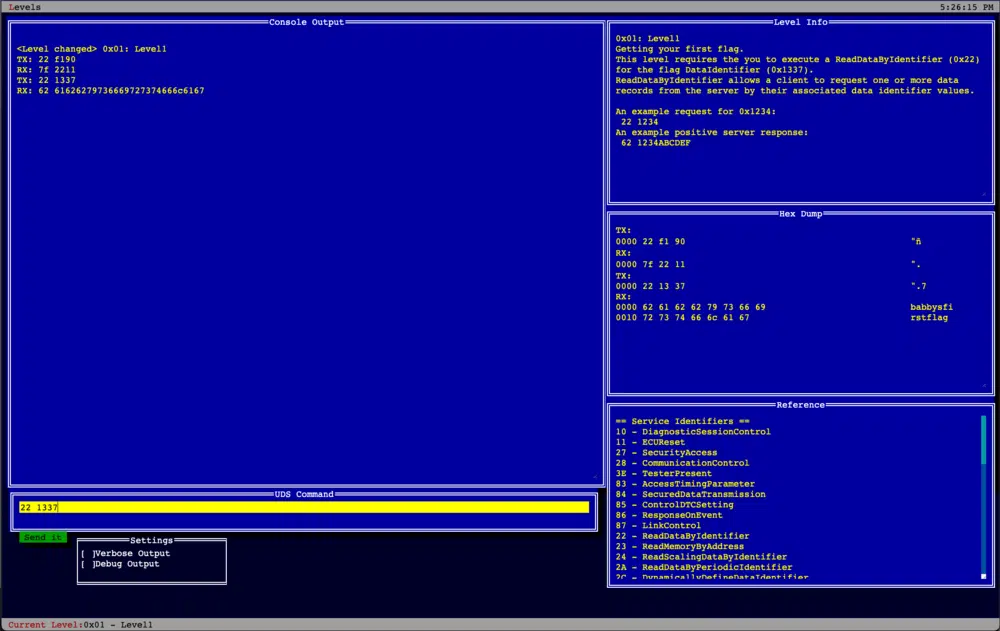 Levels
5:26:15 PM
Console Output
<Level changed> 0x01: Level1
TX: 22 f190
RX: 7f 2211
TX: 22 1337
RX: 62 61626279736669727374666c6167
UDS Command
22 1337
Send it
Settings
[ ]Verbose Output
[ ]Debug Output
Level Info
0x01: Level1
Getting your first flag.
This level requires the you to execute a ReadDataByIdentifier (0x22)
for the flag DataIdentifier (0x1337).
ReadDataByIdentifier allows a client to request one or more data
records from the server by their associated data identifier values.
An example request for 0x1234:
22 1234
An example positive server response:
62 1234ABCDEF
Hex Dump
TX:
0000 22 f1 90 "ñ
RX:
0000 7f 22 11 ".
TX:
0000 22 13 37 ".7
RX:
0000 62 61 62 62 79 73 66 69 babbysfi
0010 72 73 74 66 6c 61 67 rstflag
Reference
== Service Identifiers ==
10 - DiagnosticSessionControl
11 - ECUReset
27 - SecurityAccess
28 - CommunicationControl
3E - TesterPresent
83 - AccessTimingParameter
84 - SecuredDataTransmission
85 - ControlDTCSetting
86 - ResponseOnEvent
87 - LinkControl
22 - ReadDataByIdentifier
23 - ReadMemoryByAddress
24 - ReadScalingDataByIdentifier
2A - ReadDataByPeriodicIdentifier
2C - DynamicallyDefineDataIdentifier
Current Level:0x01 - Level1